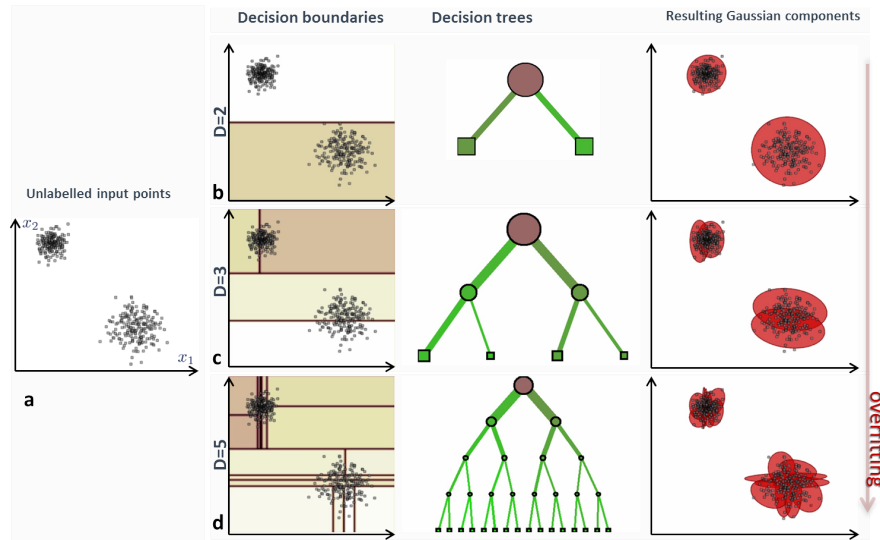 Decision boundaries
Decision trees
Resulting Gaussian components
D=2
b
Unlabelled input points
x2
x1
a
D=3
c
D=5
d
overfitting